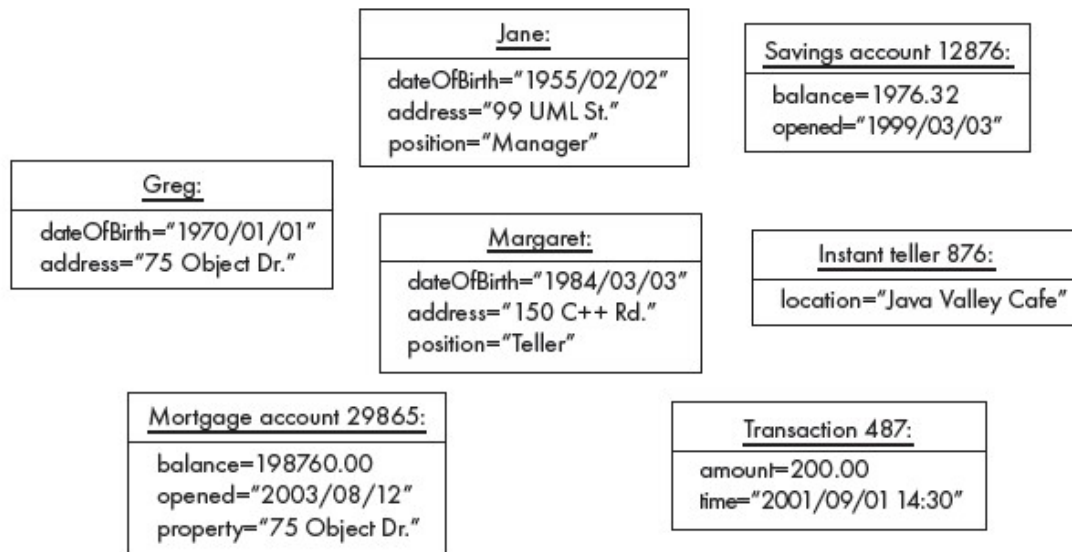 Jane:
dateOfBirth="1955/02/02"
address="99 UML St."
position="Manager"
Savings account 12876:
balance=1976.32
opened="1999/03/03"
Greg:
dateOfBirth="1970/01/01"
address="75 Object Dr."
Margaret:
dateOfBirth="1984/03/03"
address="150 C++ Rd."
position="Teller"
Instant teller 876:
location="Java Valley Cafe"
Mortgage account 29865:
balance=198760.00
opened="2003/08/12"
property="75 Object Dr."
Transaction 487:
amount=200.00
time="2001/09/01 14:30"